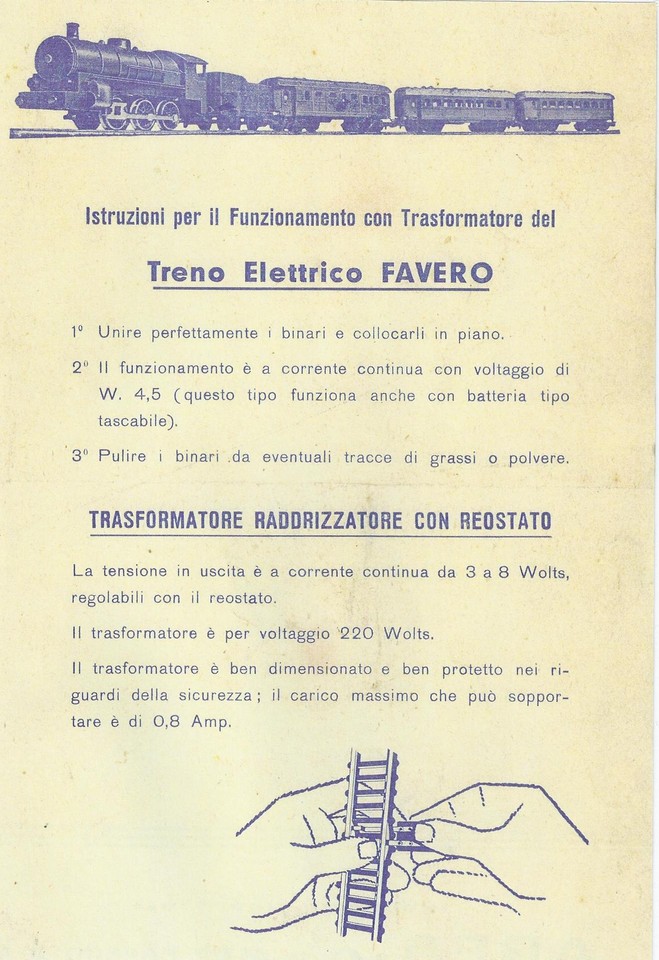 Istruzioni per il Funzionamento con Trasformatore del
Treno Elettrico FAVERO
1° Unire perfettamente i binari e collocarli in piano.
2° Il funzionamento è a corrente continua con voltaggio di
W. 4,5 (questo tipo funziona anche con batteria tipo
tascabile).
3° Pulire i binari da eventuali tracce di grassi o polvere.
TRASFORMATORE RADDRIZZATORE CON REOSTATO
La tensione in uscita è a corrente continua da 3 a 8 Wolts,
regolabili con il reostato.
Il trasformatore è per voltaggio 220 Wolts.
Il trasformatore è ben dimensionato e ben protetto nei ri-
guardi della sicurezza; il carico massimo che può soppor-
tare è di 0,8 Amp.